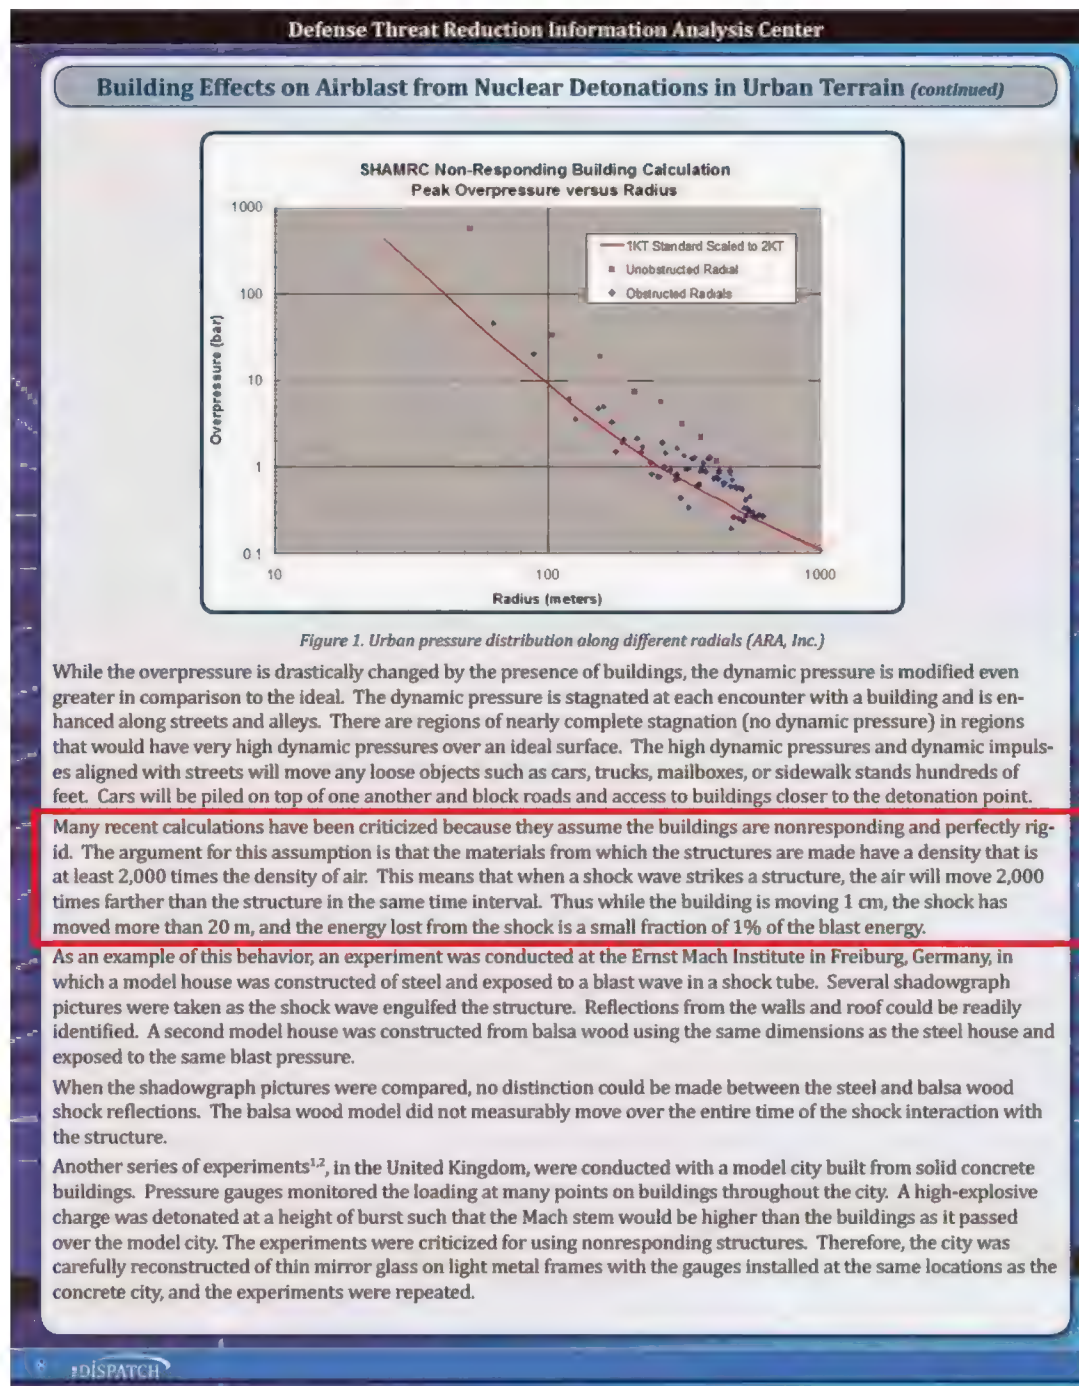 Defense Threat Reduction Information Analysis Center
Building Effects on Airblast from Nuclear Detonations in Urban Terrain (continued)
SHAMRC Non-Responding Building Calculation
Peak Overpressure versus Radius
1000
100
10
1
0.1
Overpressure (bar)
1KT Standard Scaled to 2KT
Unobstructed Radial
Obstructed Radials
10
100
1000
Radius (meters)
Figure 1. Urban pressure distribution along different radials (ARA, Inc.)
While the overpressure is drastically changed by the presence of buildings, the dynamic pressure is modified even
greater in comparison to the ideal. The dynamic pressure is stagnated at each encounter with a building and is en-
hanced along streets and alleys. There are regions of nearly complete stagnation (no dynamic pressure) in regions
that would have very high dynamic pressures over an ideal surface. The high dynamic pressures and dynamic impuls-
es aligned with streets will move any loose objects such as cars, trucks, mailboxes, or sidewalk stands hundreds of
feet. Cars will be piled on top of one another and block roads and access to buildings closer to the detonation point.
Many recent calculations have been criticized because they assume the buildings are nonresponding and perfectly rig-
id. The argument for this assumption is that the materials from which the structures are made have a density that is
at least 2,000 times the density of air. This means that when a shock wave strikes a structure, the air will move 2,000
times farther than the structure in the same time interval. Thus while the building is moving 1 cm, the shock has
moved more than 20 m, and the energy lost from the shock is a small fraction of 1% of the blast energy.
As an example of this behavior, an experiment was conducted at the Ernst Mach Institute in Freiburg, Germany, in
which a model house was constructed of steel and exposed to a blast wave in a shock tube. Several shadowgraph
pictures were taken as the shock wave engulfed the structure. Reflections from the walls and roof could be readily
identified. A second model house was constructed from balsa wood using the same dimensions as the steel house and
exposed to the same blast pressure.
When the shadowgraph pictures were compared, no distinction could be made between the steel and balsa wood
shock reflections. The balsa wood model did not measurably move over the entire time of the shock interaction with
the structure.
Another series of experiments1,2, in the United Kingdom, were conducted with a model city built from solid concrete
buildings. Pressure gauges monitored the loading at many points on buildings throughout the city. A high-explosive
charge was detonated at a height of burst such that the Mach stem would be higher than the buildings as it passed
over the model city. The experiments were criticized for using nonresponding structures. Therefore, the city was
carefully reconstructed of thin mirror glass on light metal frames with the gauges installed at the same locations as the
concrete city, and the experiments were repeated.
8 THE DISPATCH